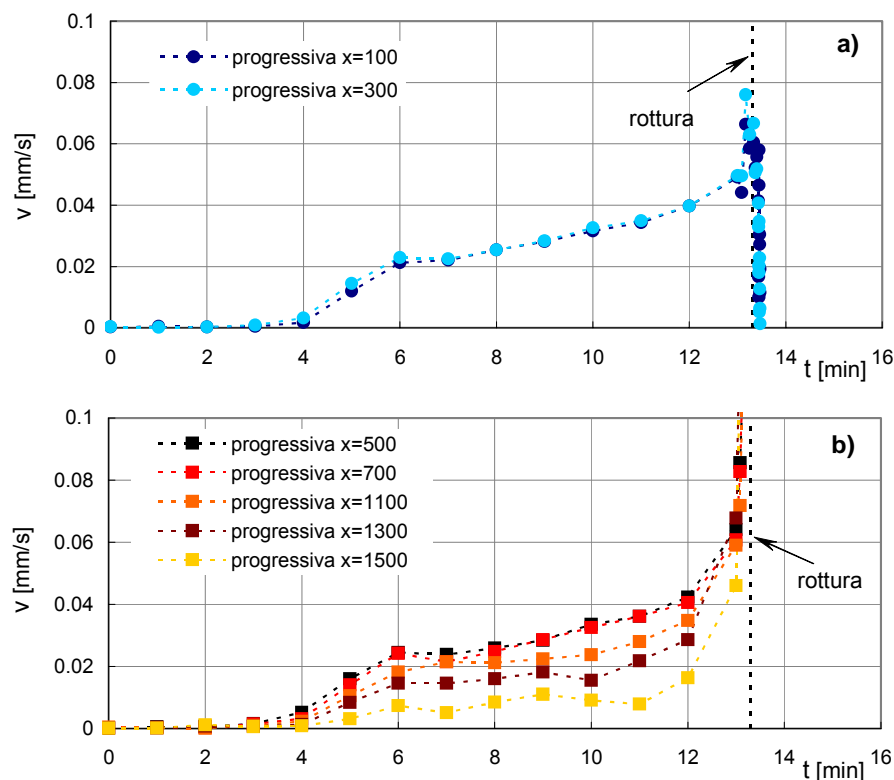 0.1
a)
progressiva x=100
progressiva x=300
0.08
rottura
0.06
v [mm/s]
0.04
0.02
0
0 2 4 6 8 10 12 14 16
t [min]
0.1
b)
progressiva x=500
progressiva x=700
progressiva x=1100
progressiva x=1300
progressiva x=1500
0.08
0.06
rottura
v [mm/s]
0.04
0.02
0
0 2 4 6 8 10 12 14 16
t [min]